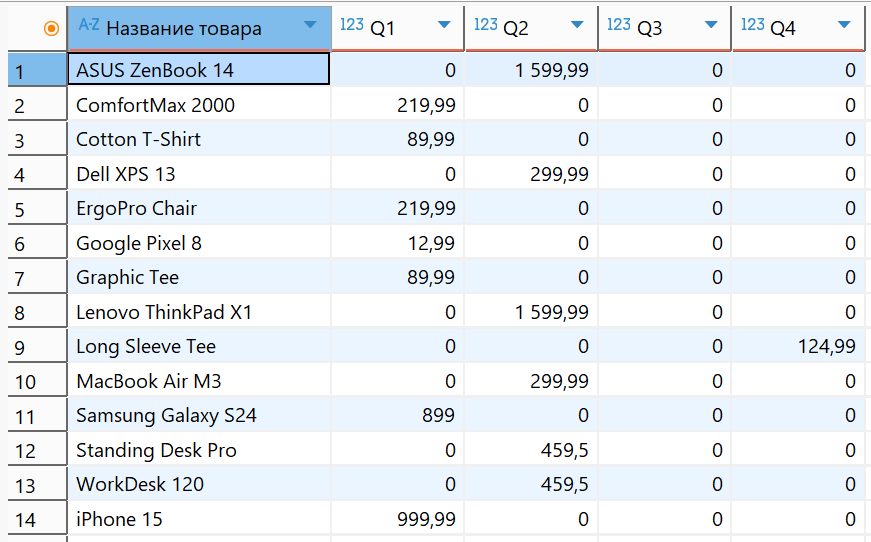 A-Z Название товара 123 Q1 123 Q2 123 Q3 123 Q4
1 ASUS ZenBook 14 0 1 599,99 0 0
2 ComfortMax 2000 219,99 0 0 0
3 Cotton T-Shirt 89,99 0 0 0
4 Dell XPS 13 0 299,99 0 0
5 ErgoPro Chair 219,99 0 0 0
6 Google Pixel 8 12,99 0 0 0
7 Graphic Tee 89,99 0 0 0
8 Lenovo ThinkPad X1 0 1 599,99 0 0
9 Long Sleeve Tee 0 0 0 124,99
10 MacBook Air M3 0 299,99 0 0
11 Samsung Galaxy S24 899 0 0 0
12 Standing Desk Pro 0 459,5 0 0
13 WorkDesk 120 0 459,5 0 0
14 iPhone 15 999,99 0 0 0